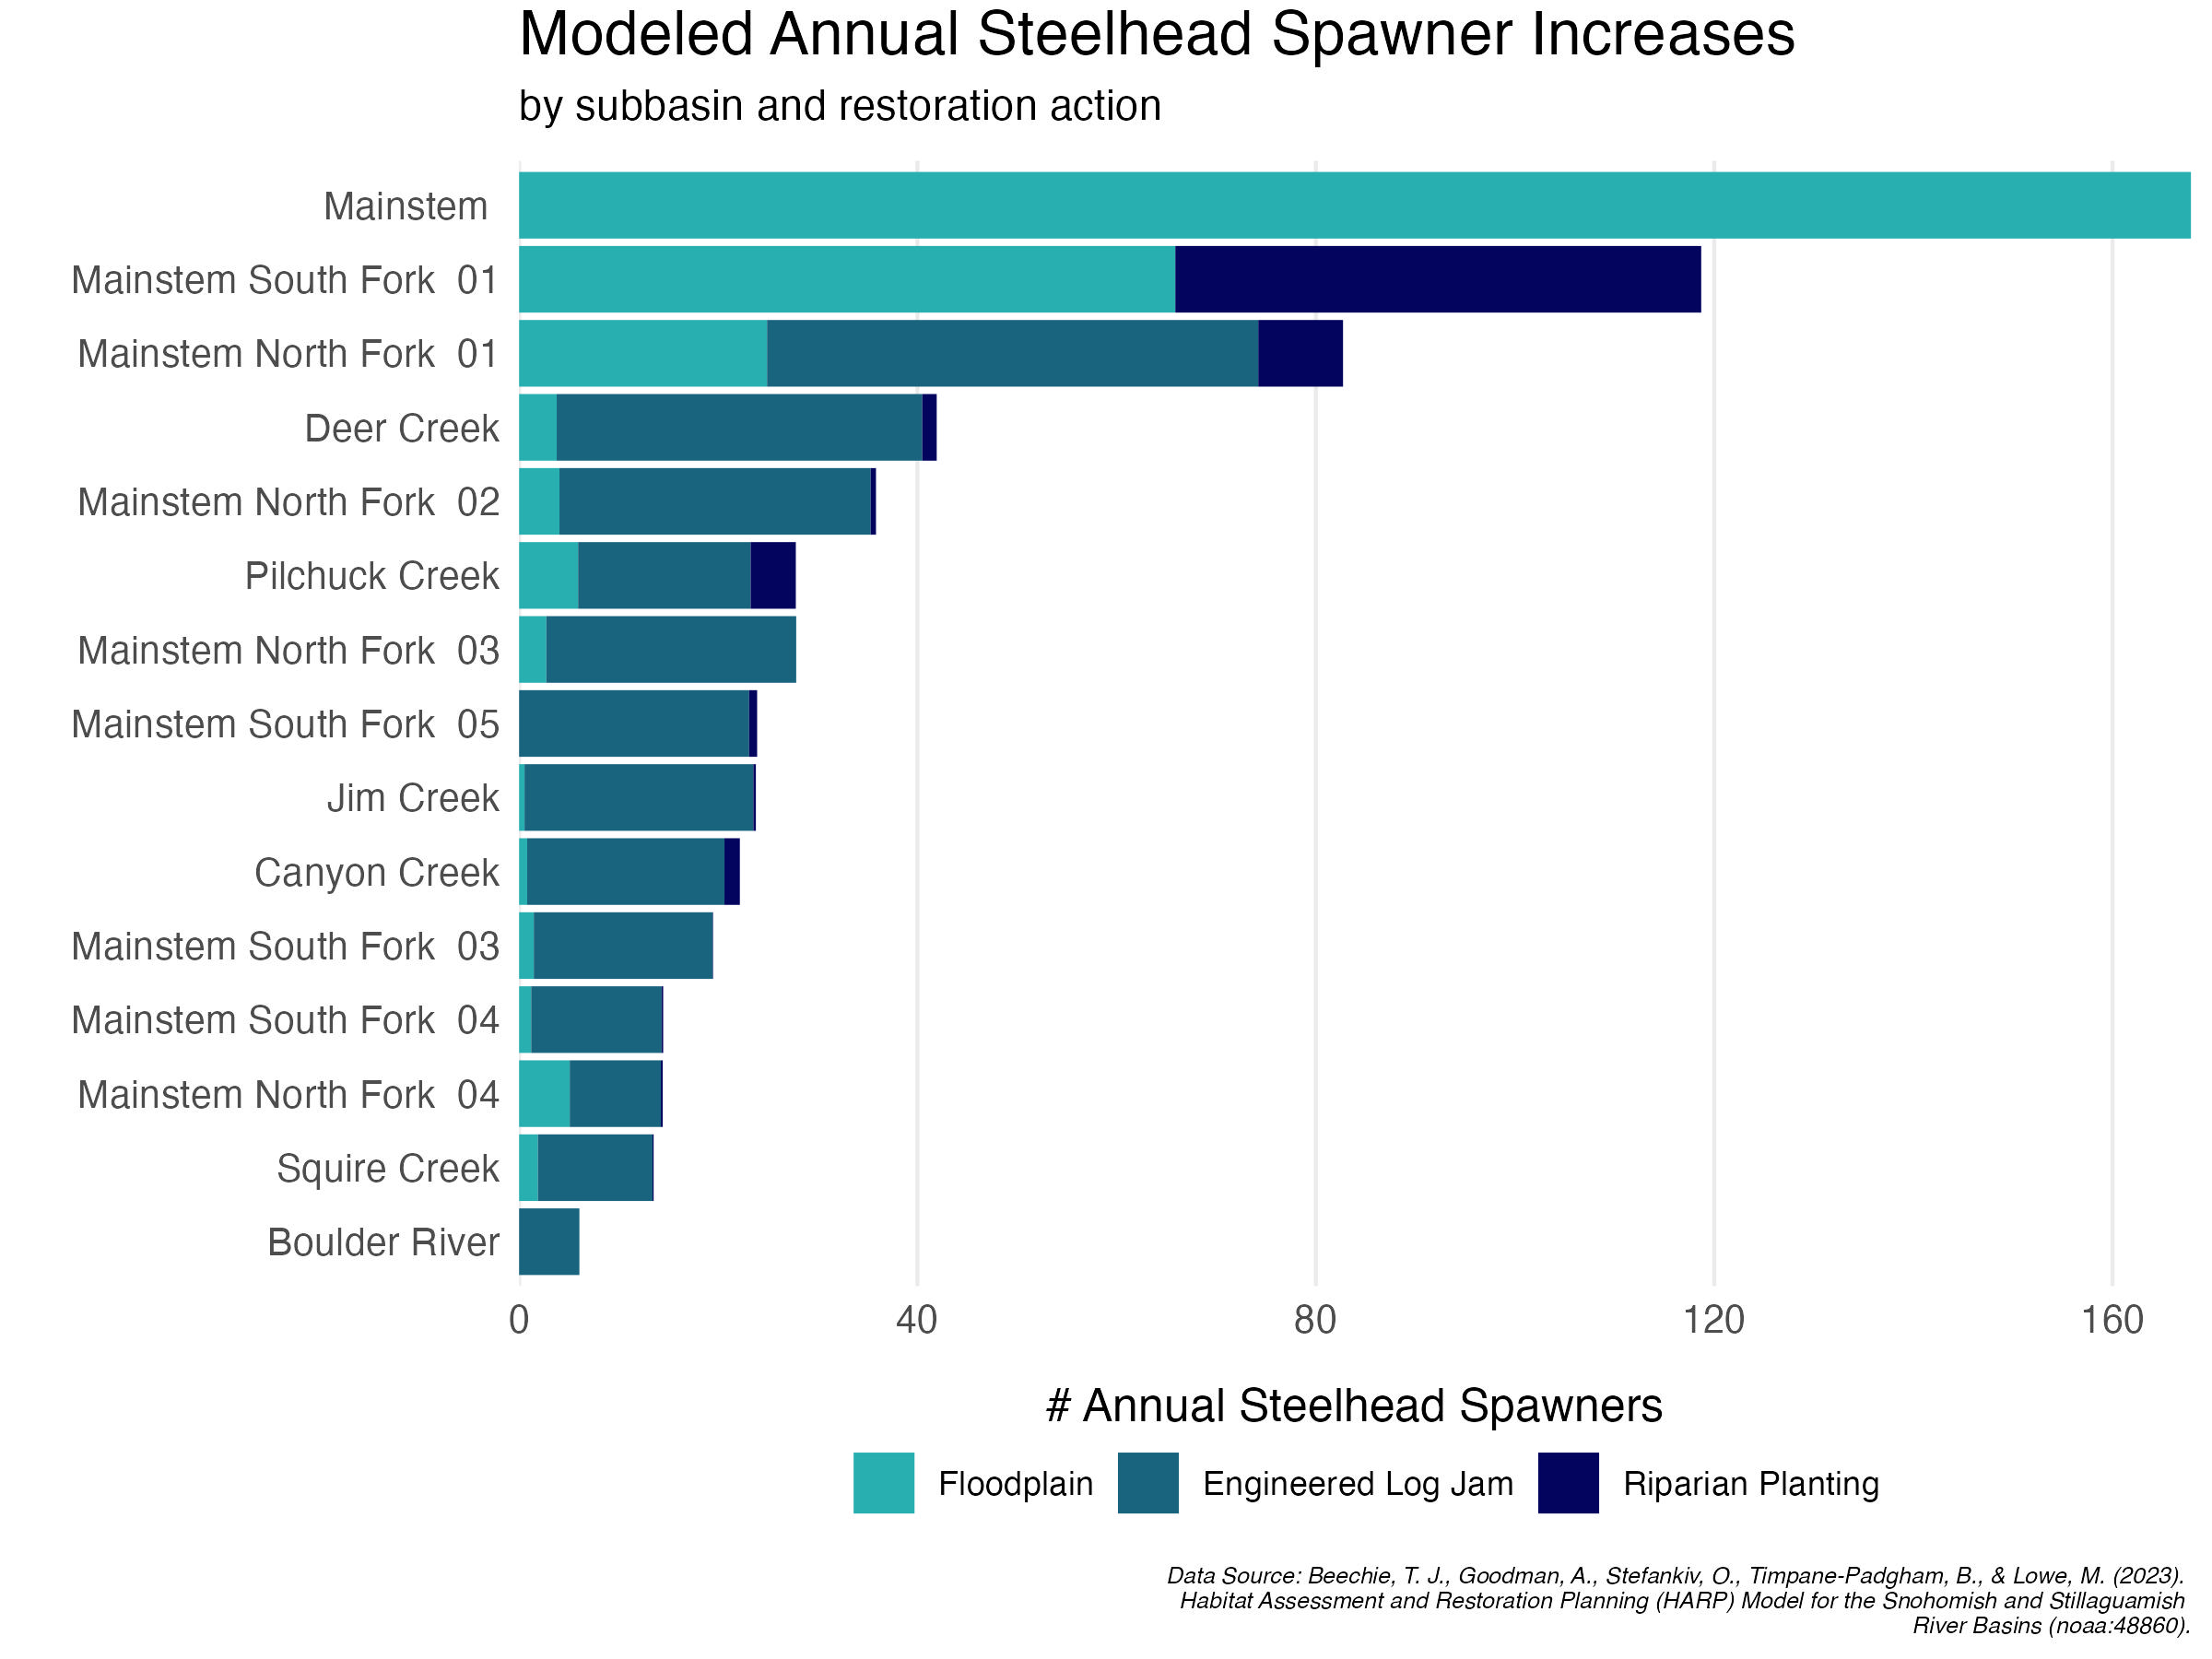 Modeled Annual Steelhead Spawner Increases
by subbasin and restoration action
Mainstem
Mainstem South Fork  01
Mainstem North Fork  01
Deer Creek
Mainstem North Fork  02
Pilchuck Creek
Mainstem North Fork  03
Mainstem South Fork  05
Jim Creek
Canyon Creek
Mainstem South Fork  03
Mainstem South Fork  04
Mainstem North Fork  04
Squire Creek
Boulder River
0 40 80 120 160
# Annual Steelhead Spawners
Floodplain Engineered Log Jam Riparian Planting
Data Source: Beechie, T. J., Goodman, A., Stefankiv, O., Timpane-Padgham, B., & Lowe, M. (2023).
Habitat Assessment and Restoration Planning (HARP) Model for the Snohomish and Stillaguamish
River Basins (noaa:48860).